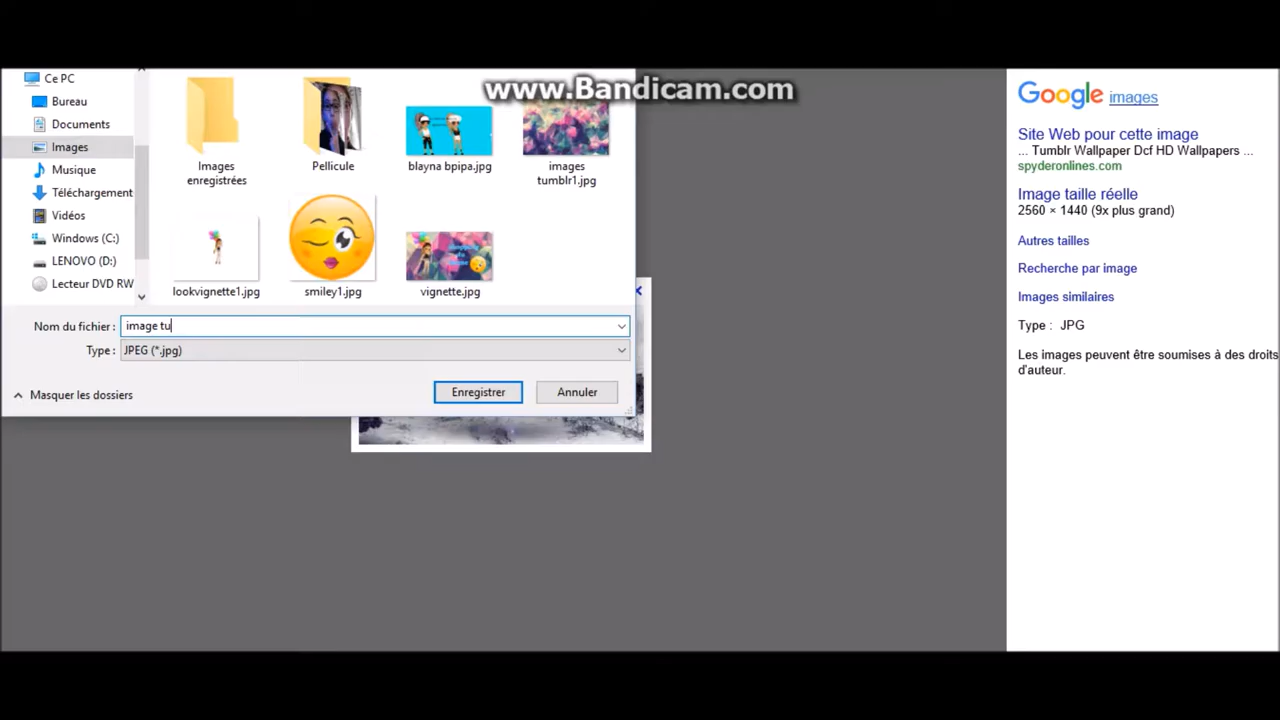 www.Bandicam.com
Ce PC
Bureau
Documents
Images
Musique
Téléchargement
Vidéos
Windows (C:)
LENOVO (D:)
Lecteur DVD RW
Images
enregistrées
Pellicule
blayna bpipa.jpg
images
tumblr1.jpg
lookvignette1.jpg
smiley1.jpg
vignette.jpg
Nom du fichier : image tu
Type : JPEG (*.jpg)
Masquer les dossiers
Enregistrer
Annuler
Google images
Site Web pour cette image
... Tumblr Wallpaper Dcf HD Wallpapers ...
spyderonlines.com
Image taille réelle
2560 × 1440 (9x plus grand)
Autres tailles
Recherche par image
Images similaires
Type : JPG
Les images peuvent être soumises à des droits
d'auteur.